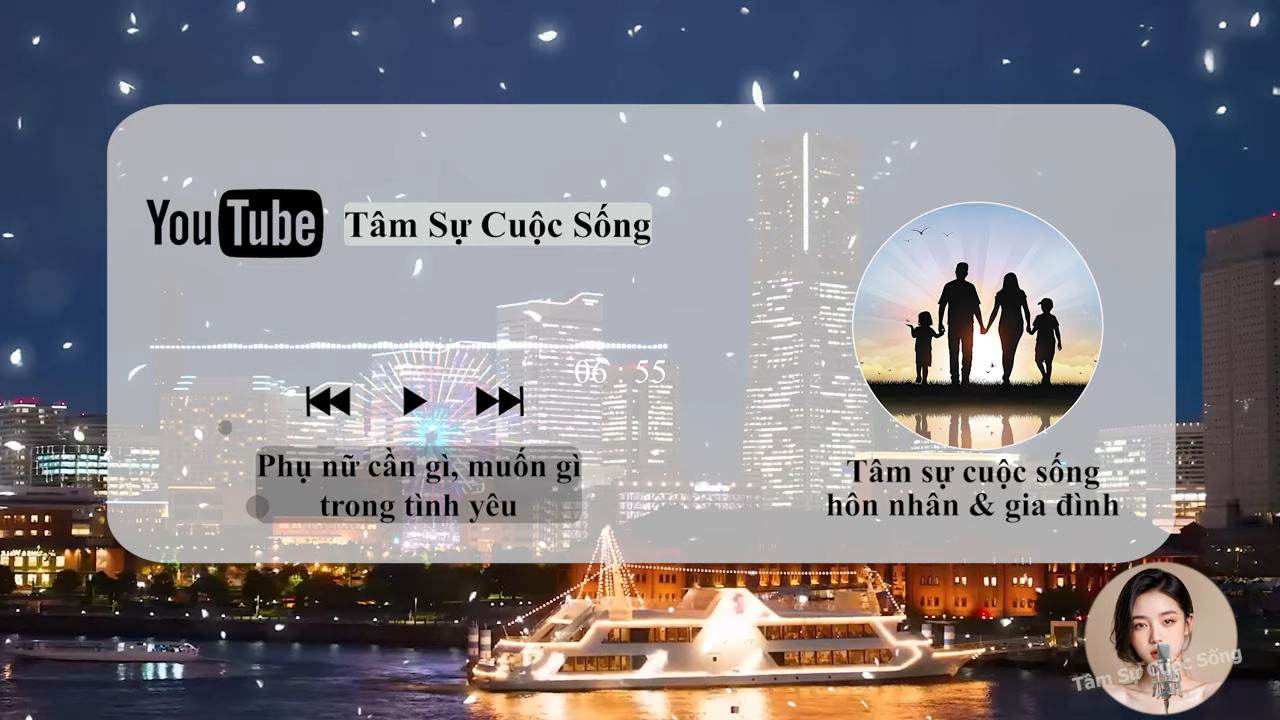 YouTube
Tâm Sự Cuộc Sống
06 55
Phụ nữ cần gì, muốn gì
trong tình yêu
Tâm sự cuộc sống
hôn nhân & gia đình
Tâm Sự Cuộc Sống